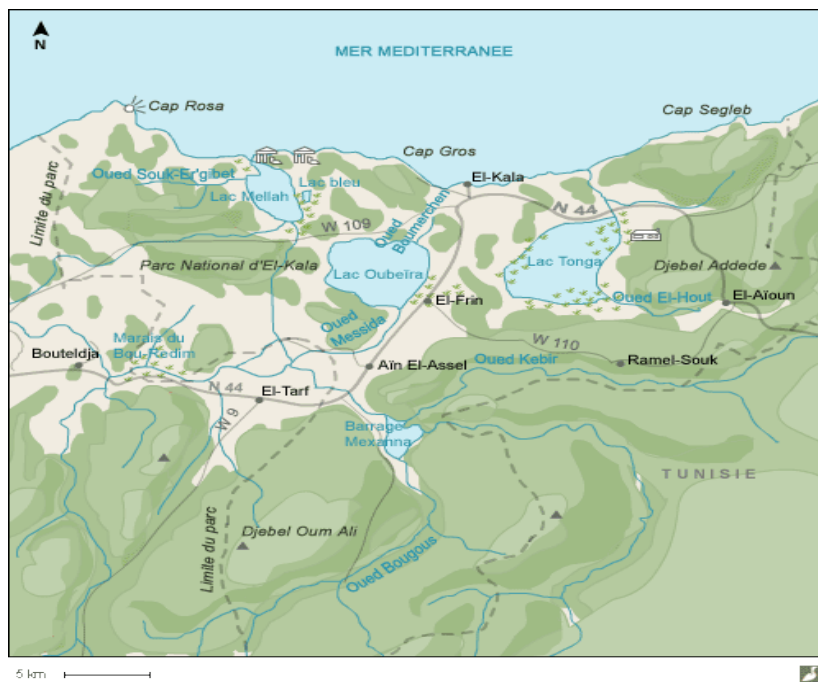 N
MER MEDITERRANEE
Cap Rosa
Cap Segleb
Cap Gros
Oued Souk-Er'gibet
El-Kala
Lac bleu
Lac Mellah
Limite du parc
Oued Boumerchen
N 44
W 109
Parc National d'El-Kala
Lac Oubeïra
Lac Tonga
Djebel Addede
El-Frin
Oued El-Hout
El-Aïoun
Oued
Messida
Marais du
Bou-Redim
W 110
Bouteldja
Aïn El-Assel
Oued Kebir
Ramel-Souk
N 44
El-Tarf
W 9
Barrage
Mexanna
TUNISIE
Djebel Oum Ali
Limite du parc
Oued Bougous
5 km